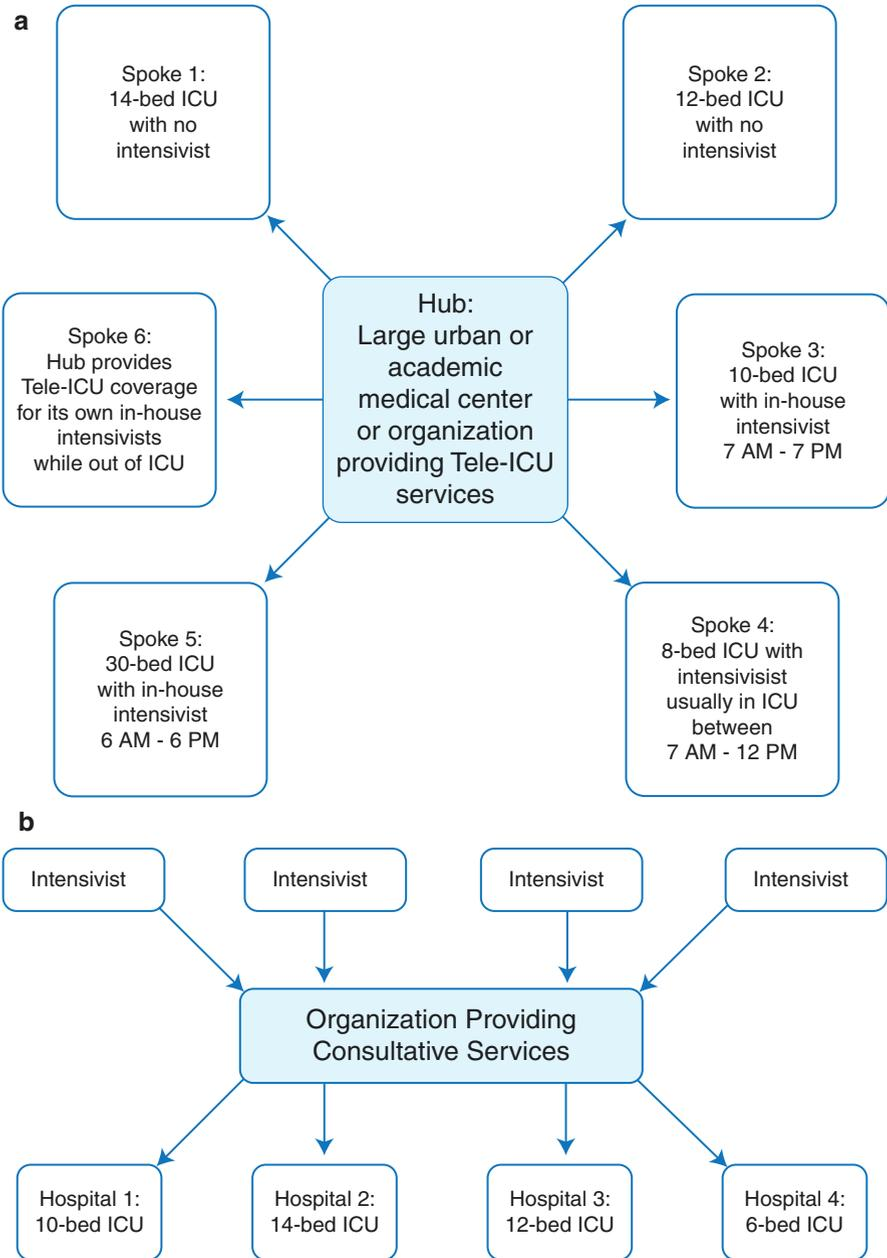 a
Spoke 1:
14-bed ICU
with no
intensivist
Spoke 2:
12-bed ICU
with no
intensivist
Hub:
Large urban or
academic
medical center
or organization
providing Tele-ICU
services
Spoke 6:
Hub provides
Tele-ICU coverage
for its own in-house
intensivists
while out of ICU
Spoke 3:
10-bed ICU
with in-house
intensivist
7 AM - 7 PM
Spoke 5:
30-bed ICU
with in-house
intensivist
6 AM - 6 PM
Spoke 4:
8-bed ICU with
intensivisist
usually in ICU
between
7 AM - 12 PM
b
Intensivist
Intensivist
Intensivist
Intensivist
Organization Providing
Consultative Services
Hospital 1:
10-bed ICU
Hospital 2:
14-bed ICU
Hospital 3:
12-bed ICU
Hospital 4:
6-bed ICU